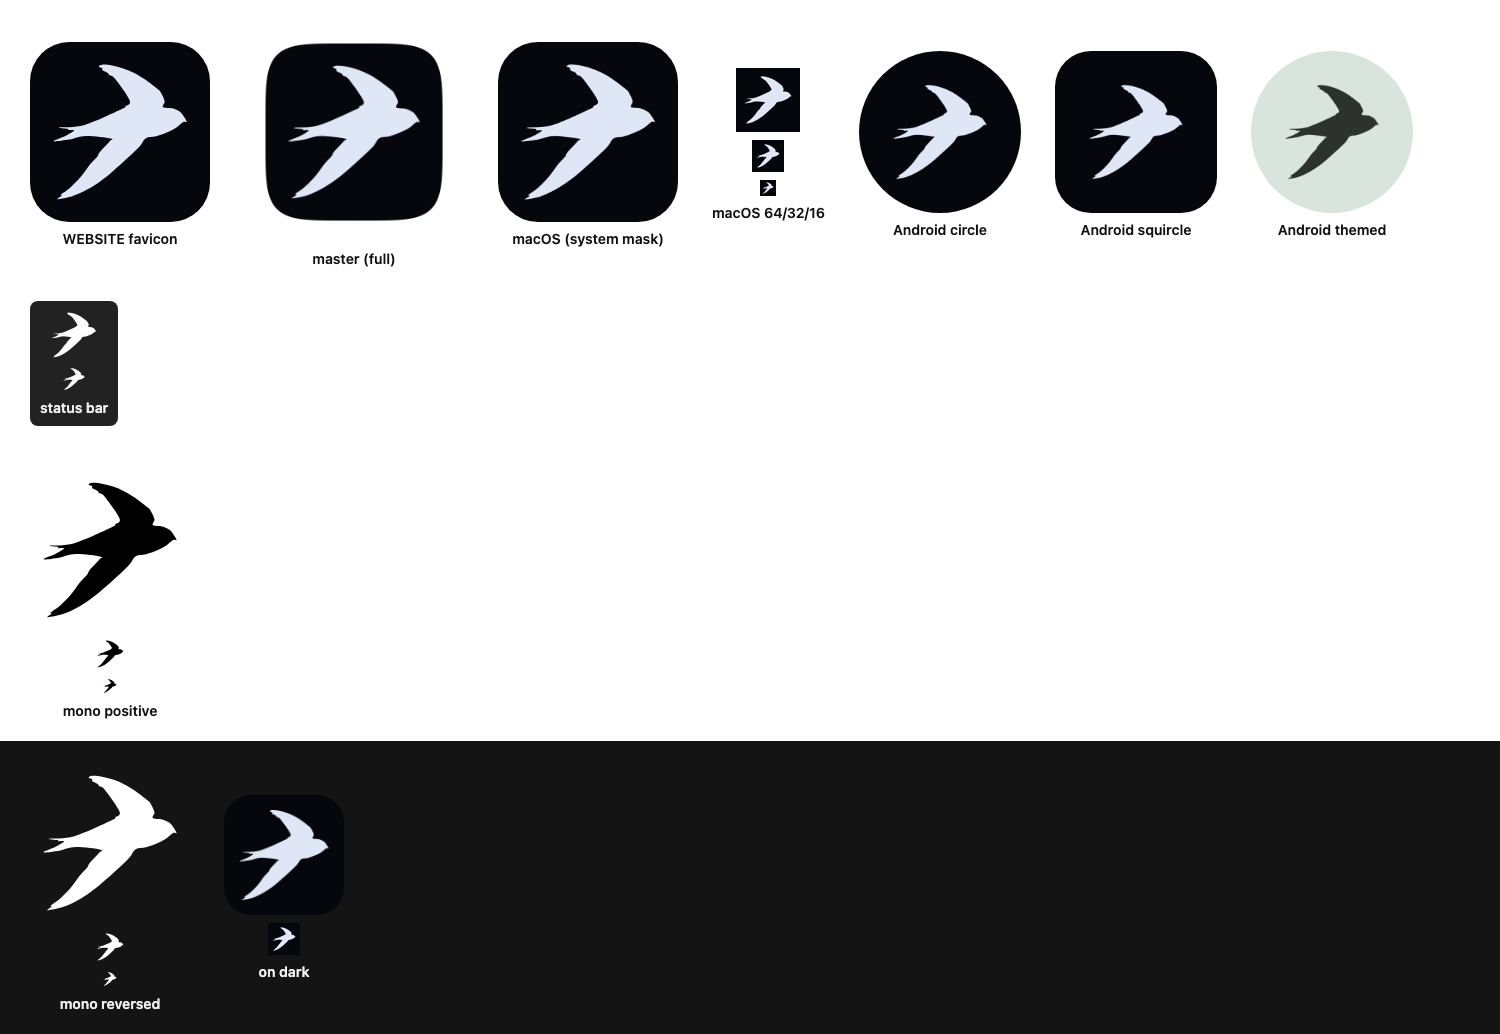 WEBSITE favicon
master (full)
macOS (system mask)
macOS 64/32/16
Android circle
Android squircle
Android themed
status bar
mono positive
mono reversed
on dark